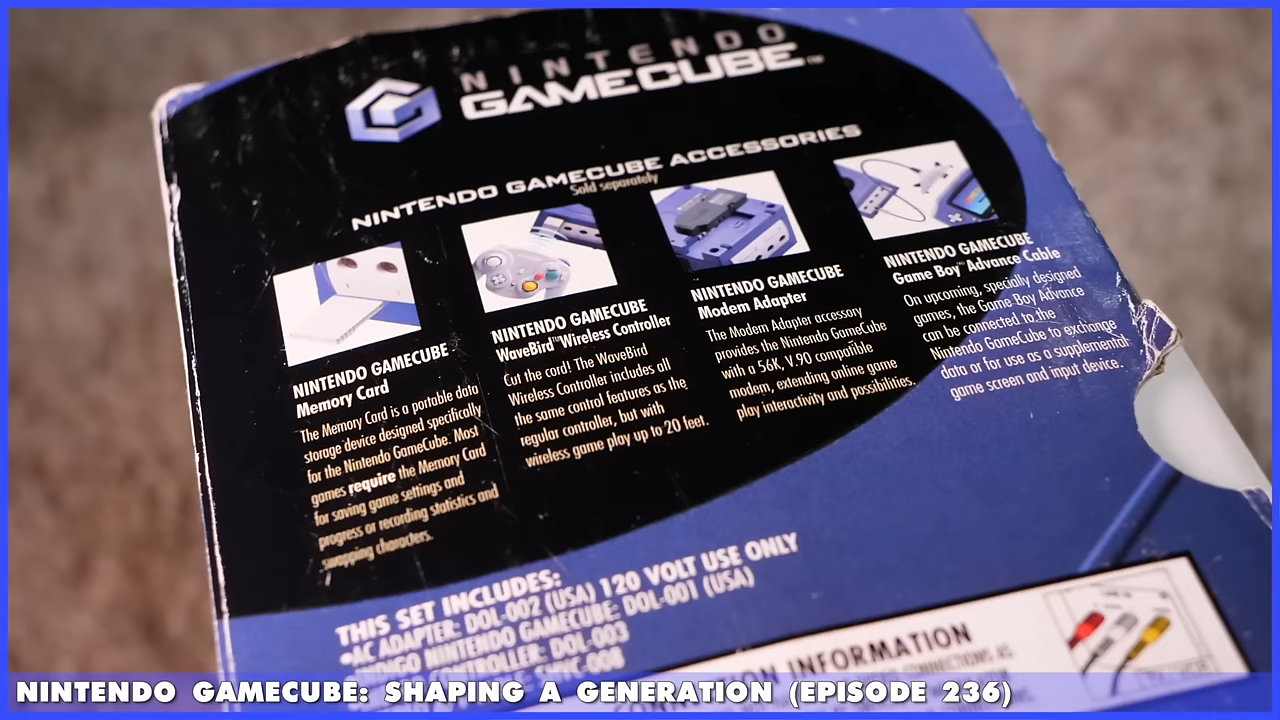 NINTENDO
GAMECUBE™
NINTENDO GAMECUBE ACCESSORIES
Sold separately
NINTENDO GAMECUBE
Memory Card
The Memory Card is a portable data
storage device designed specifically
for the Nintendo GameCube. Most
games require the Memory Card
for saving game settings and
progress or recording statistics and
swapping characters.
NINTENDO GAMECUBE
WaveBird™ Wireless Controller
Cut the cord! The WaveBird
Wireless Controller includes all
the same control features as the
regular controller, but with
wireless game play up to 20 feet.
NINTENDO GAMECUBE
Modem Adapter
The Modem Adapter accessory
provides the Nintendo GameCube
with a 56K, V.90 compatible
modem, extending online game
play interactivity and possibilities.
NINTENDO GAMECUBE
Game Boy™ Advance Cable
On upcoming, specially designed
games, the Game Boy Advance
can be connected to the
Nintendo GameCube to exchange
data or for use as a supplemental
game screen and input device.
THIS SET INCLUDES:
•AC ADAPTER: DOL-002 (USA) 120 VOLT USE ONLY
INDIGO NINTENDO GAMECUBE: DOL-001 (USA)
CONTROLLER: DOL-003
SHVC-008
INFORMATION
CONNECTIONS AS
NINTENDO GAMECUBE: SHAPING A GENERATION (EPISODE 236)